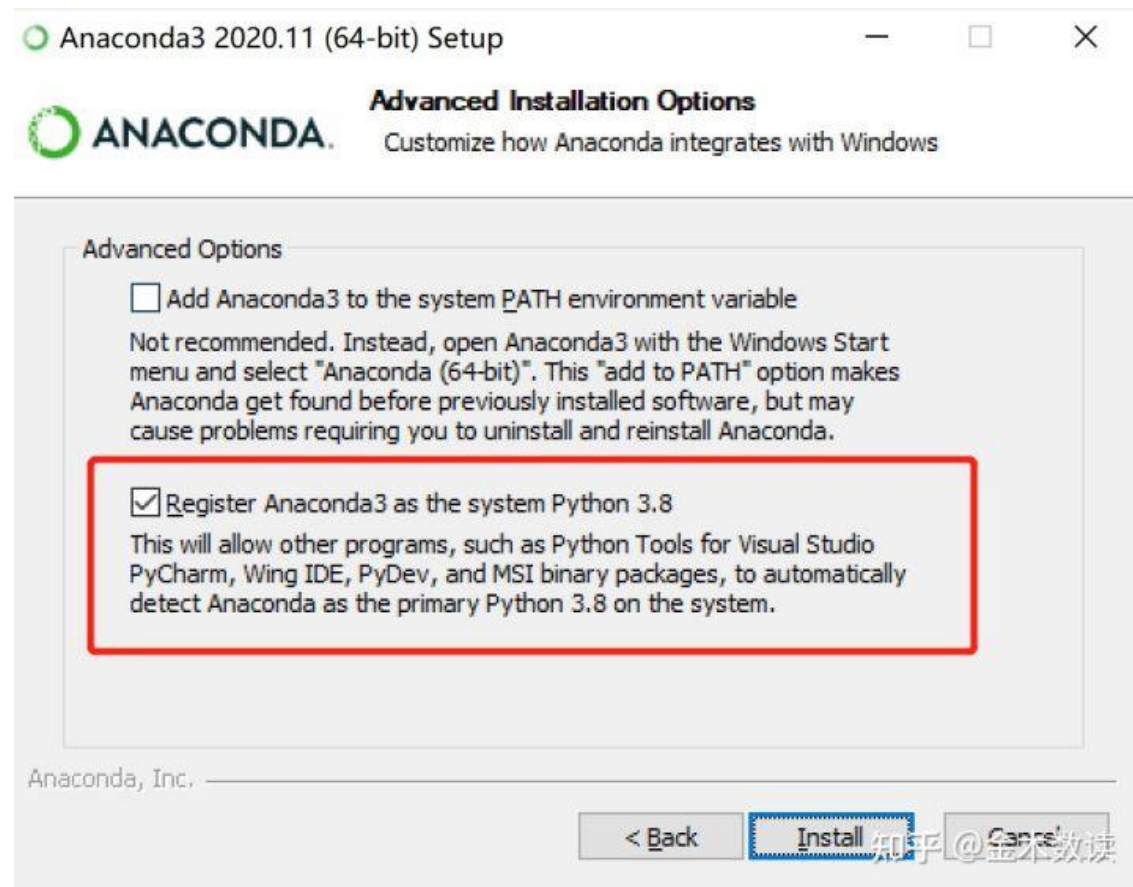 Anaconda3 2020.11 (64-bit) Setup
ANACONDA.
Advanced Installation Options
Customize how Anaconda integrates with Windows
Advanced Options
Add Anaconda3 to the system PATH environment variable
Not recommended. Instead, open Anaconda3 with the Windows Start
menu and select "Anaconda (64-bit)". This "add to PATH" option makes
Anaconda get found before previously installed software, but may
cause problems requiring you to uninstall and reinstall Anaconda.
Register Anaconda3 as the system Python 3.8
This will allow other programs, such as Python Tools for Visual Studio
PyCharm, Wing IDE, PyDev, and MSI binary packages, to automatically
detect Anaconda as the primary Python 3.8 on the system.
Anaconda, Inc.
< Back Install Cancel
知乎 @金木数读